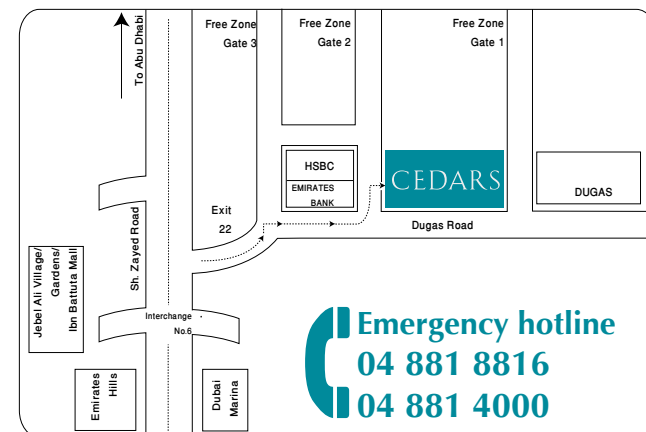 To Abu Dhabi
Free Zone
Gate 3
Free Zone
Gate 2
Free Zone
Gate 1
HSBC
EMIRATES
BANK
CEDARS
DUGAS
Exit
22
Dugas Road
Sh. Zayed Road
Jebel Ali Village/
Gardens/
Ibn Battuta Mall
Interchange
No.6
Emirates
Hills
Dubai
Marina
Emergency hotline
04 881 8816
04 881 4000